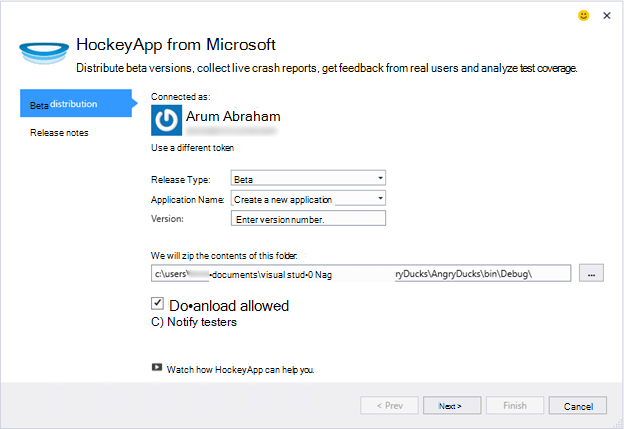 HockeyApp from Microsoft
Distribute beta versions, collect live crash reports, get feedback from real users and analyze test coverage.
Beta distribution
Release notes
Connected as:
Arum Abraham
Use a different token
Release Type: Beta
Application Name: Create a new application
Version: Enter version number.
We will zip the contents of this folder:
c:\users\ -documents\visual stud•0 Nag ryDucks\AngryDucks\bin\Debug\ ...
Do•anload allowed
C) Notify testers
Watch how HockeyApp can help you.
< Prev Next > Finish Cancel